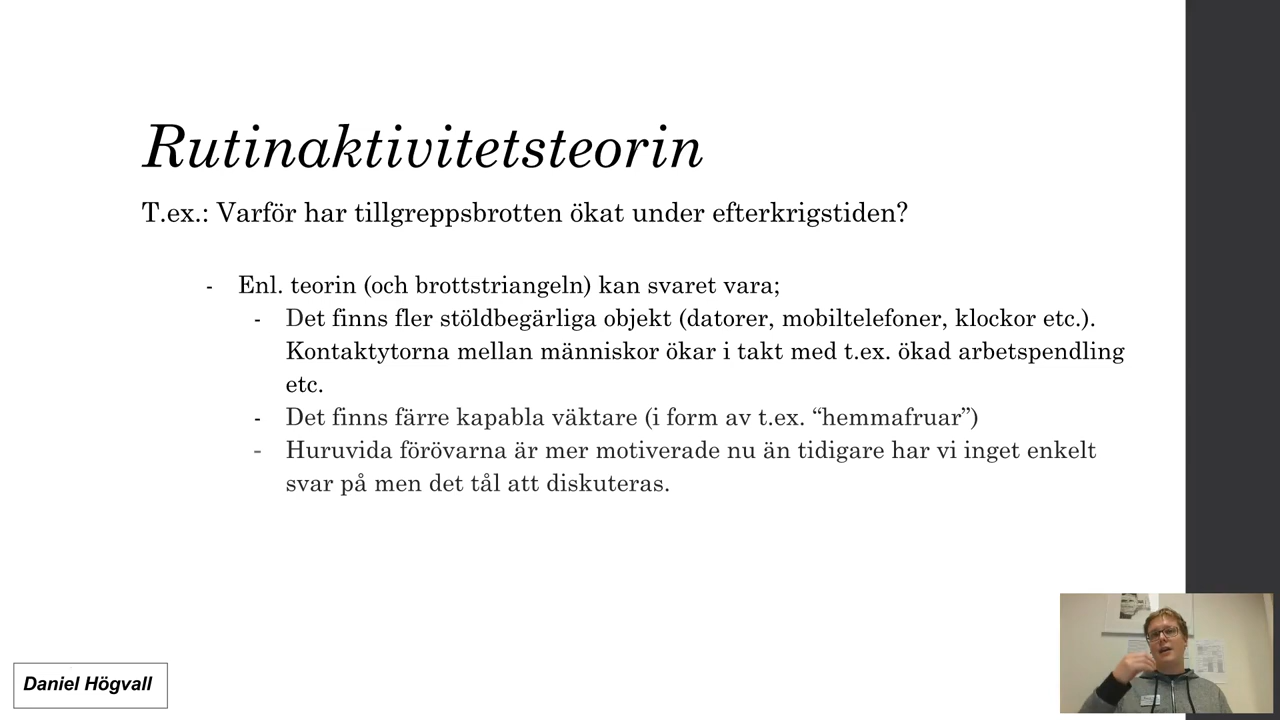 Rutinaktivitetsteorin
T.ex.: Varför har tillgreppsbrotten ökat under efterkrigstiden?
- Enl. teorin (och brottstriangeln) kan svaret vara;
- Det finns fler stöldbegärliga objekt (datorer, mobiltelefoner, klockor etc.).
Kontaktytorna mellan människor ökar i takt med t.ex. ökad arbetspendling
etc.
- Det finns färre kapabla väktare (i form av t.ex. “hemmafruar”)
- Huruvida förövarna är mer motiverade nu än tidigare har vi inget enkelt
svar på men det tål att diskuteras.
Daniel Högvall